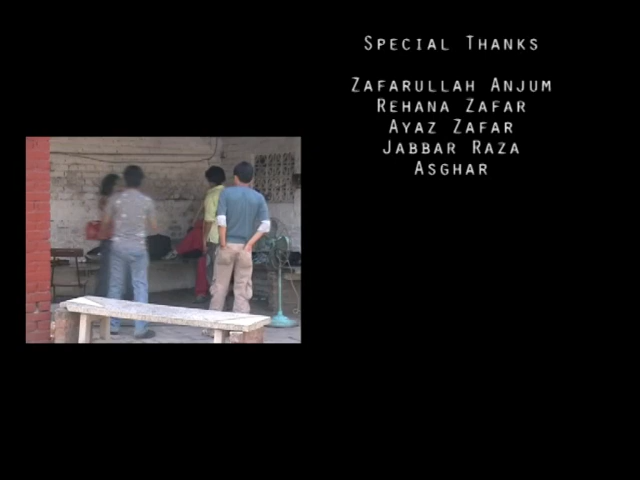 Special Thanks
Zafarullah Anjum
Rehana Zafar
Ayaz Zafar
Jabbar Raza
Asghar